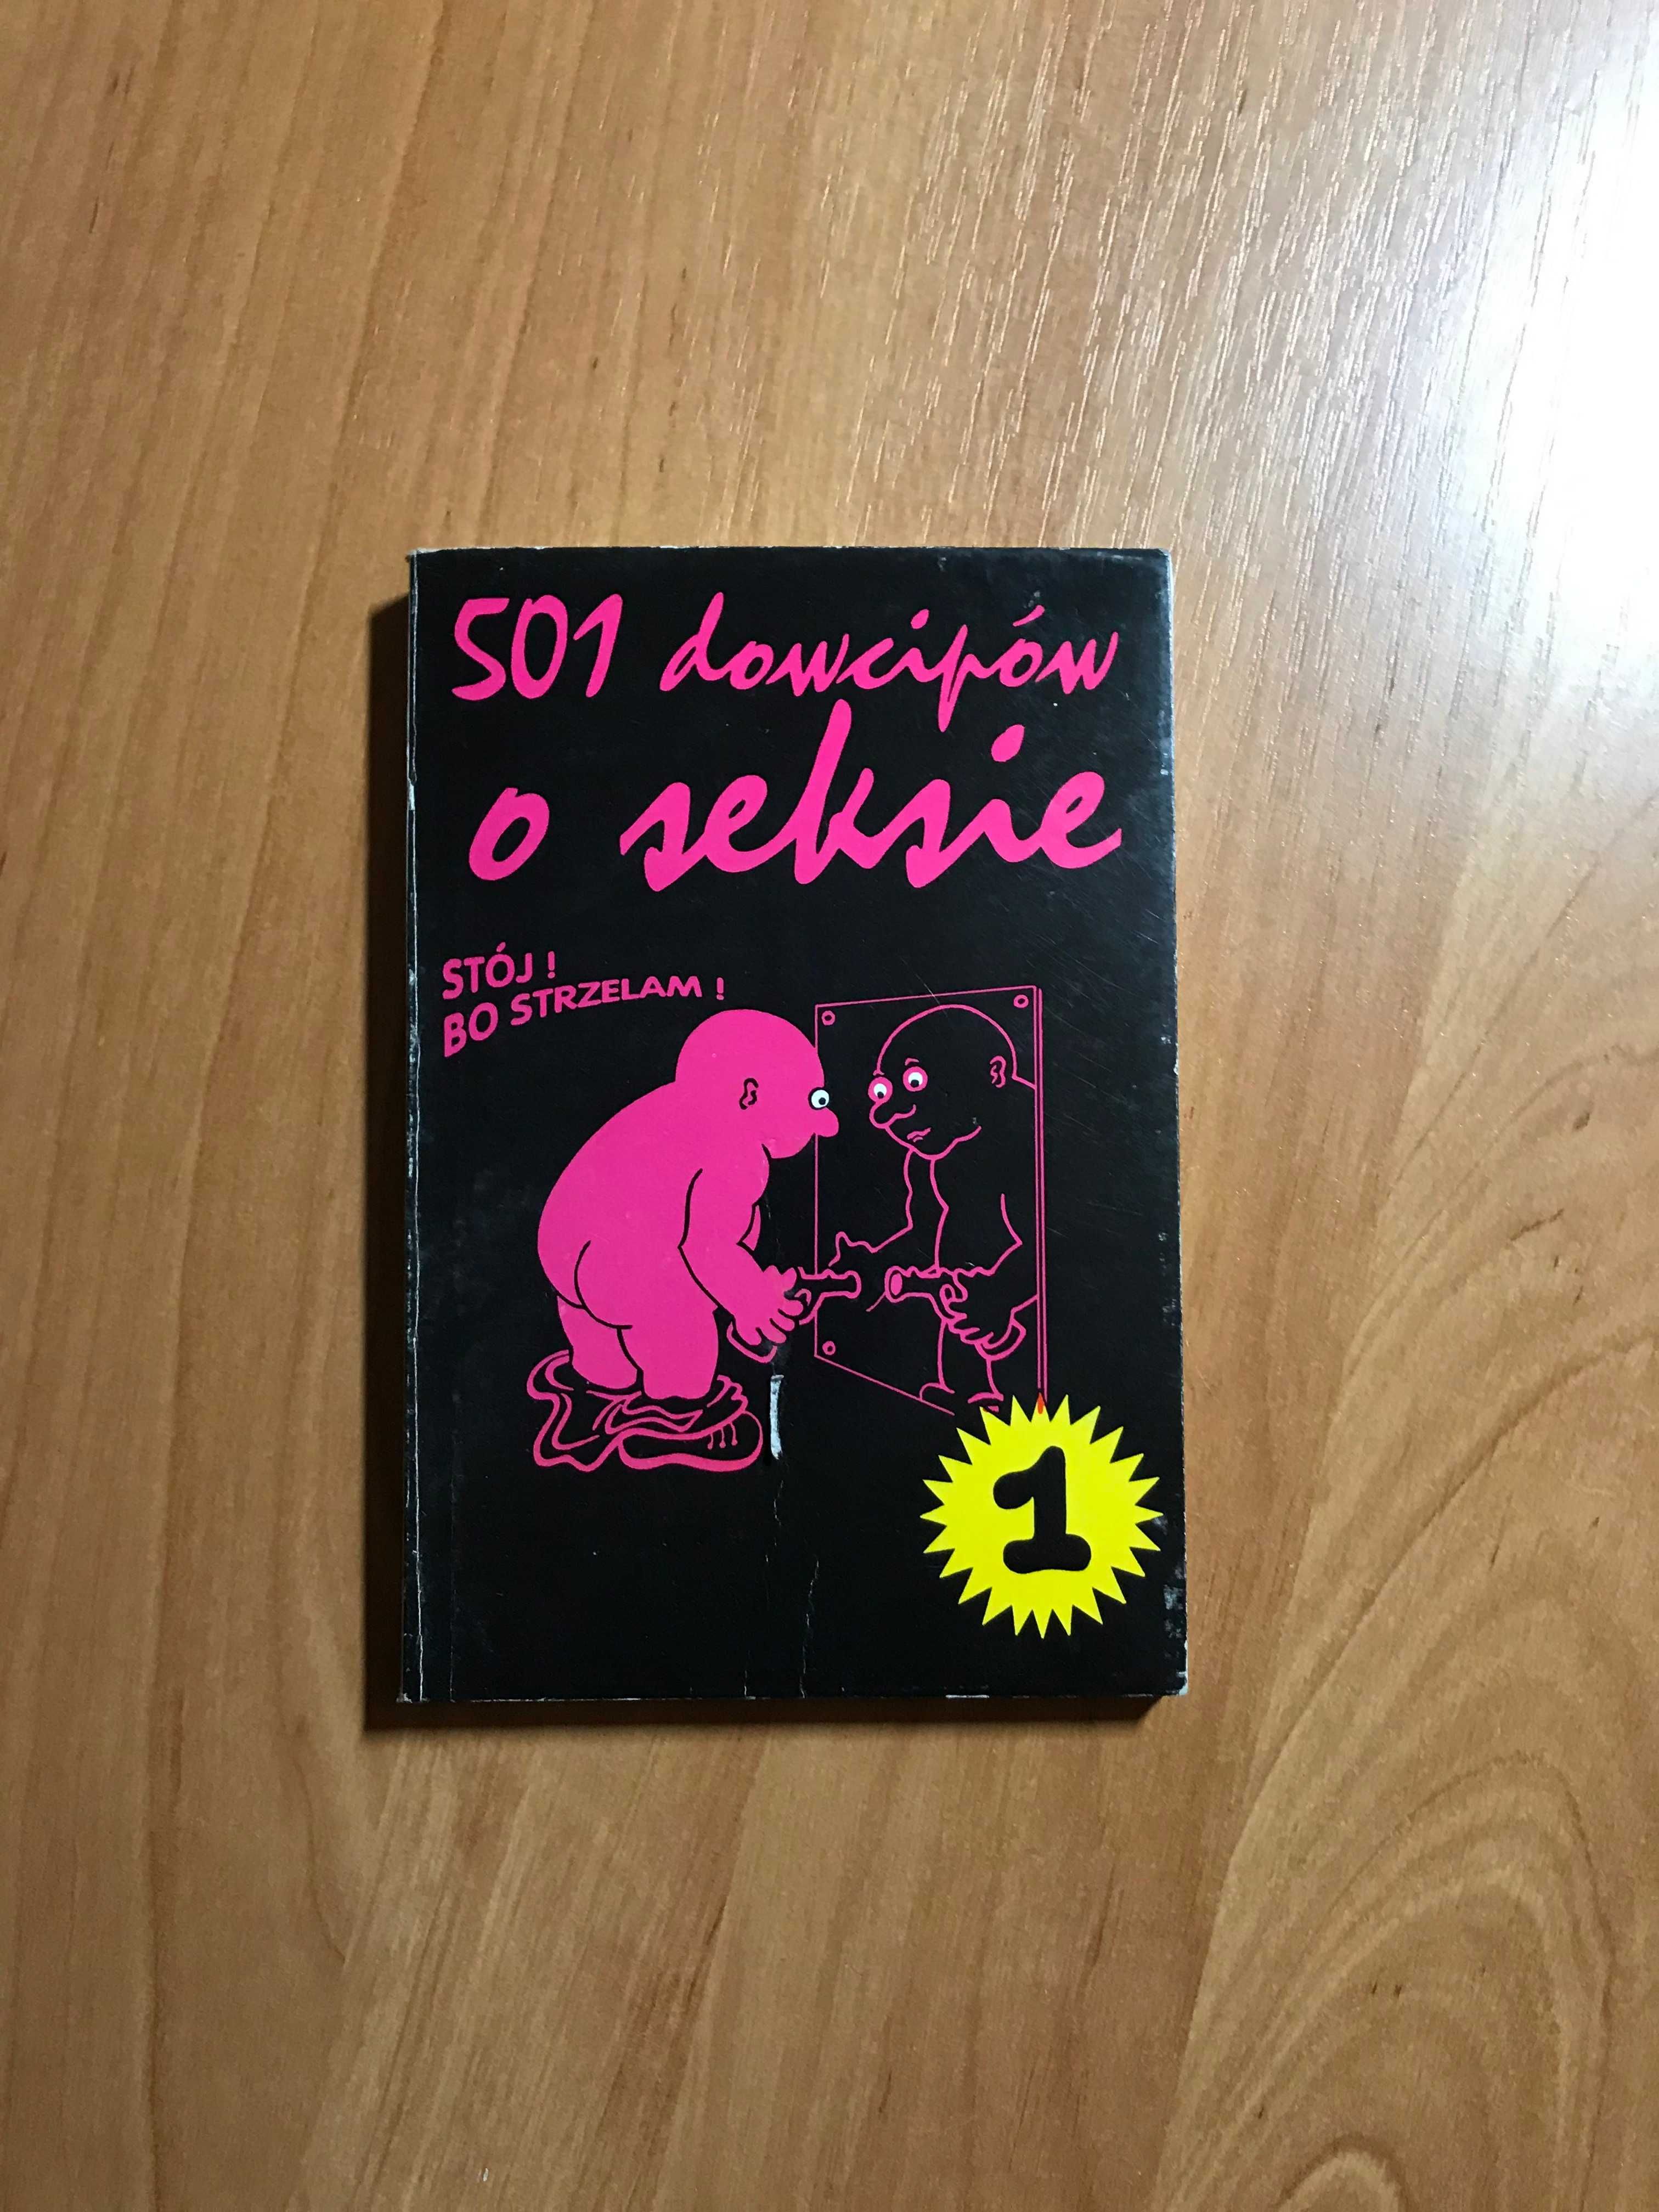 501 dowcipów
o seksie
STÓJ !
BO STRZELAM !
1